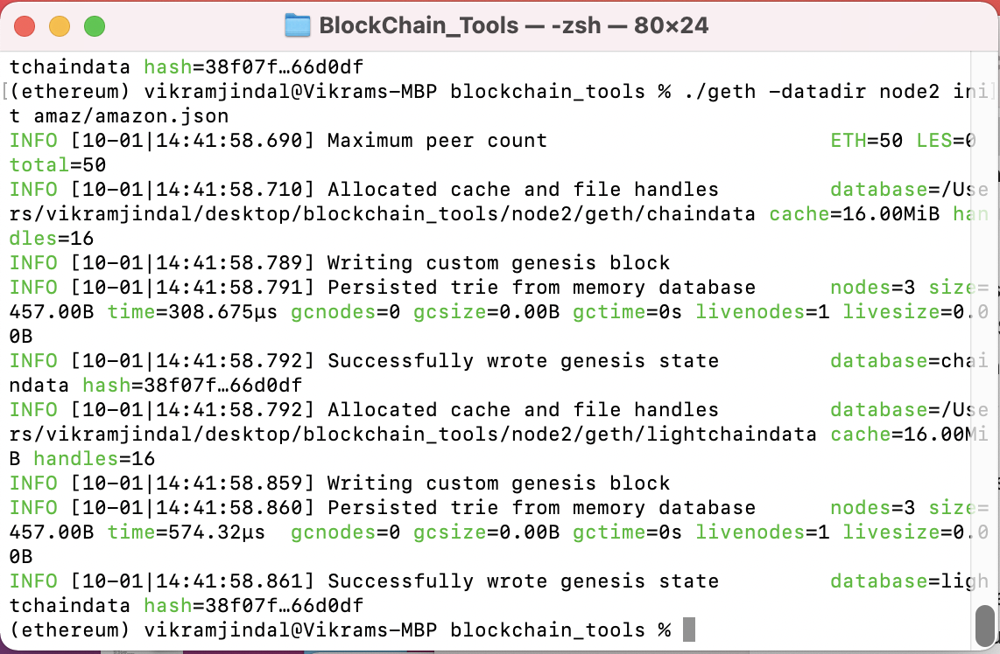 BlockChain_Tools — -zsh — 80×24
tchaindata hash=38f07f…66d0df
[(ethereum) vikramjindal@Vikrams-MBP blockchain_tools % ./geth -datadir node2 ini]
t amaz/amazon.json
INFO [10-01|14:41:58.690] Maximum peer count                       ETH=50 LES=0
total=50
INFO [10-01|14:41:58.710] Allocated cache and file handles         database=/Use
rs/vikramjindal/desktop/blockchain_tools/node2/geth/chaindata cache=16.00MiB han
dles=16
INFO [10-01|14:41:58.789] Writing custom genesis block
INFO [10-01|14:41:58.791] Persisted trie from memory database      nodes=3 size=
457.00B time=308.675µs gcnodes=0 gcsize=0.00B gctime=0s livenodes=1 livesize=0.0
0B
INFO [10-01|14:41:58.792] Successfully wrote genesis state         database=chai
ndata hash=38f07f…66d0df
INFO [10-01|14:41:58.792] Allocated cache and file handles         database=/Use
rs/vikramjindal/desktop/blockchain_tools/node2/geth/lightchaindata cache=16.00Mi
B handles=16
INFO [10-01|14:41:58.859] Writing custom genesis block
INFO [10-01|14:41:58.860] Persisted trie from memory database      nodes=3 size=
457.00B time=574.32µs  gcnodes=0 gcsize=0.00B gctime=0s livenodes=1 livesize=0.0
0B
INFO [10-01|14:41:58.861] Successfully wrote genesis state         database=ligh
tchaindata hash=38f07f…66d0df
(ethereum) vikramjindal@Vikrams-MBP blockchain_tools %